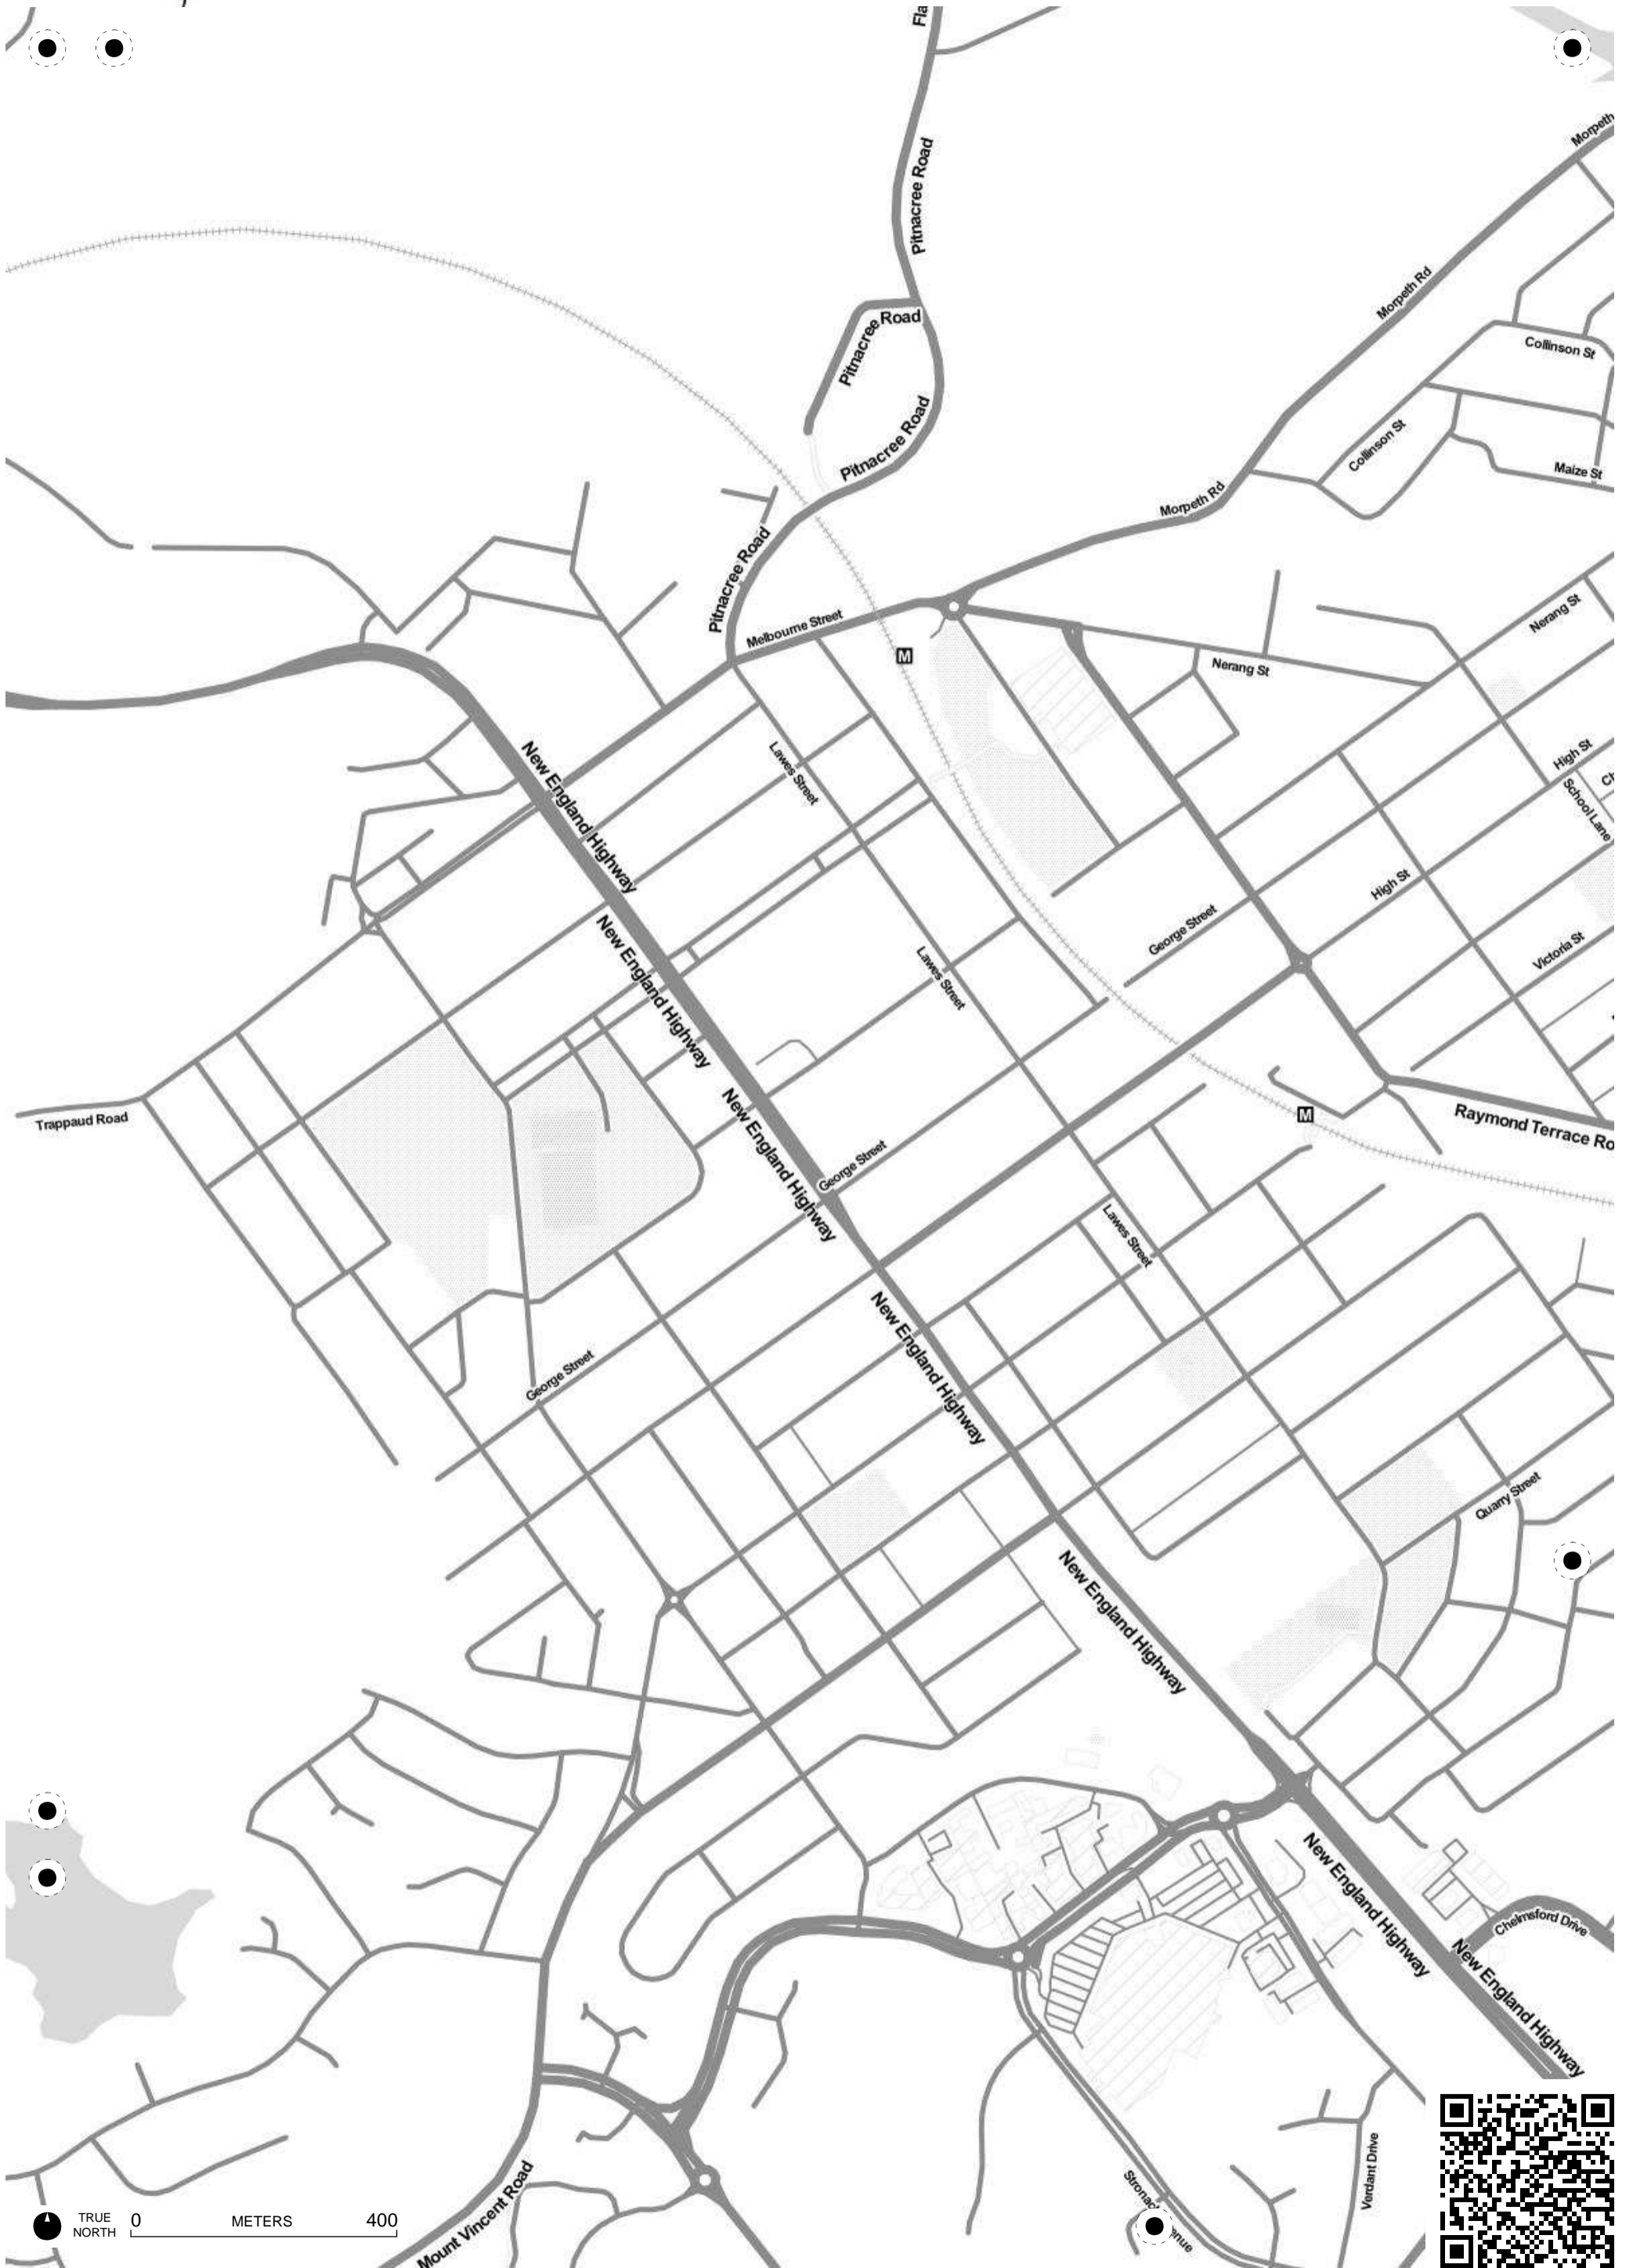 Pitnacree Road
Morpeth
Morpeth Rd
Pitnacree Road
Pitnacree Road
Collinson St
Pitnacree Road
Collinson St
Maize St
Morpeth Rd
Pitnacree Road
Melbourne Street
Nerang St
Nerang St
New England Highway
Lawes Street
High St
School Lane
High St
George Street
New England Highway
Lawes Street
Victoria St
M
M
Trappaud Road
New England Highway
George Street
Raymond Terrace Ro
Lawes Street
New England Highway
George Street
Quarry Street
New England Highway
New England Highway
Chelmsford Drive
New England Highway
Verdant Drive
Mount Vincent Road
TRUE
NORTH
0 METERS 400